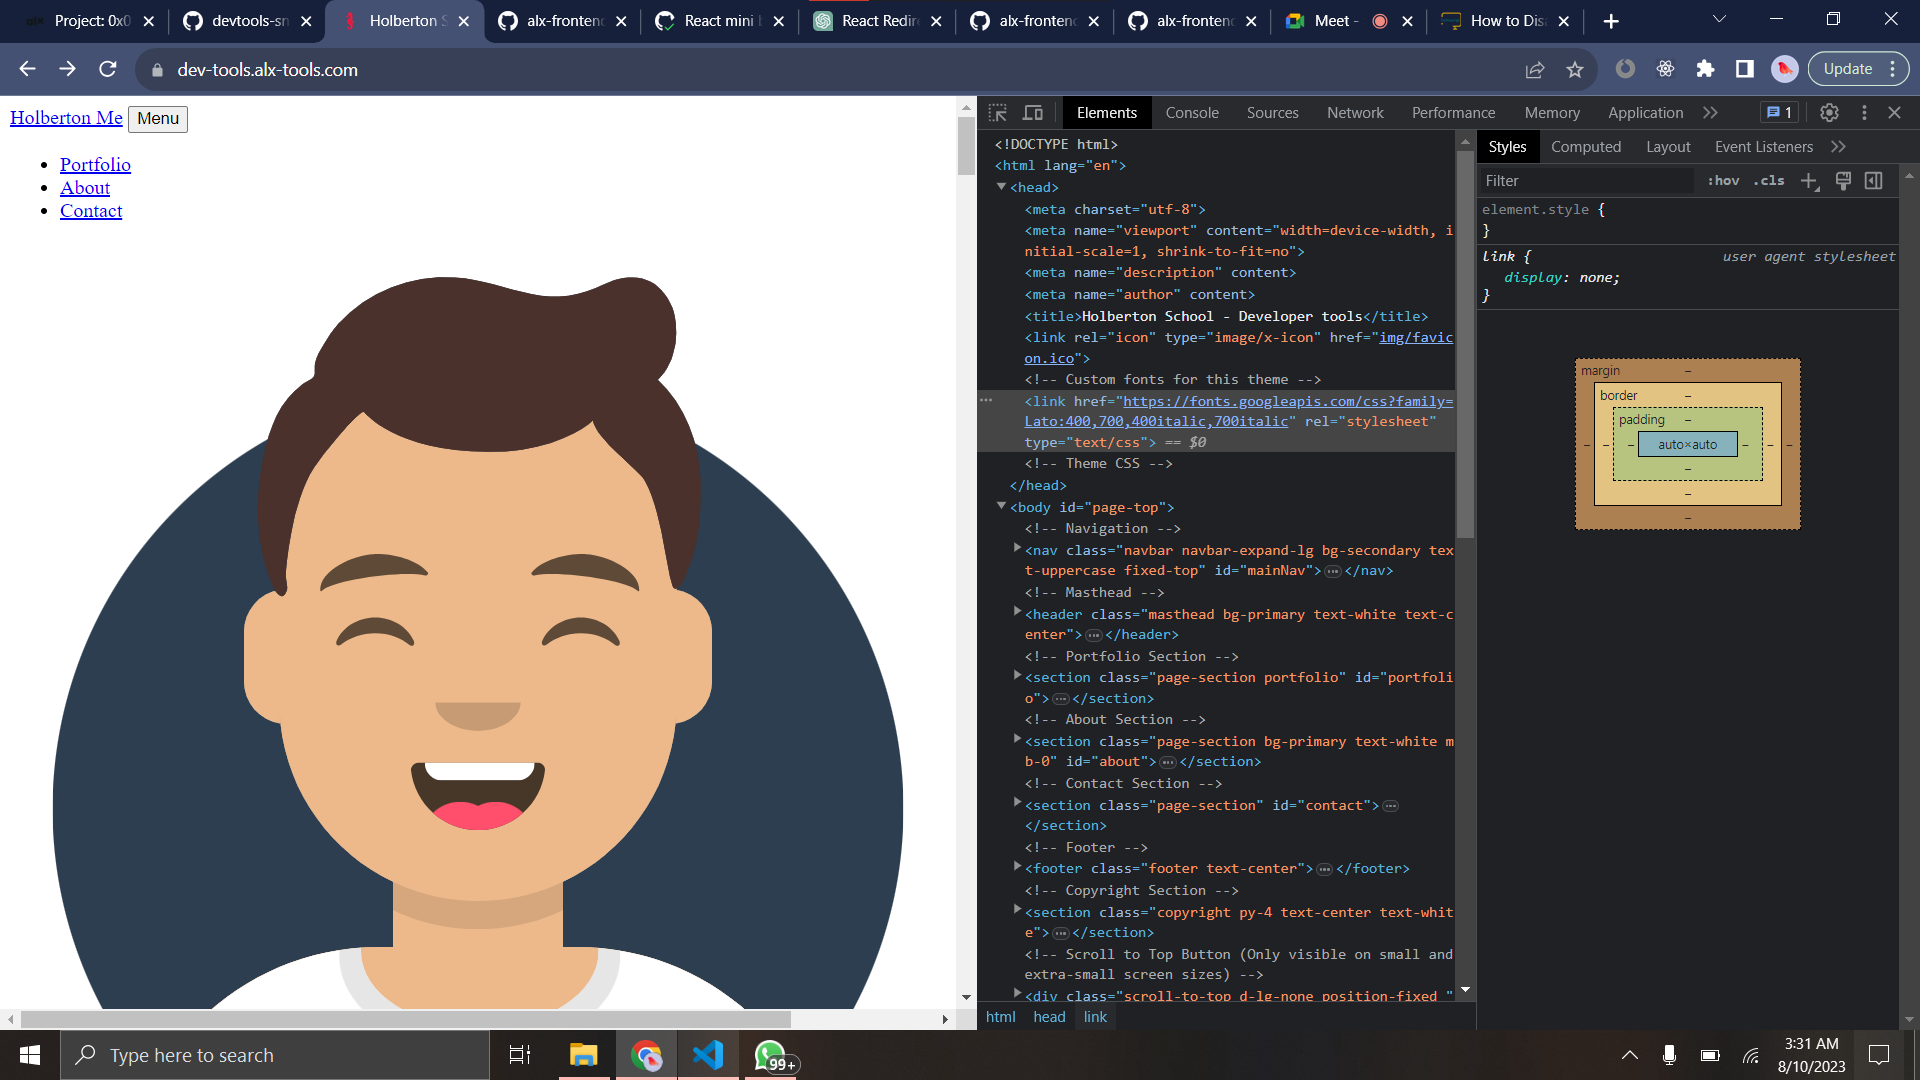 Project: 0x0
devtools-sn
Holberton S
alx-frontend
React mini b
React Redire
alx-frontend
alx-frontend
Meet -
How to Disa
dev-tools.alx-tools.com
Update
Holberton Me Menu
Portfolio
About
Contact
Elements Console Sources Network Performance Memory Application 1
<!DOCTYPE html>
<html lang="en">
<head>
<meta charset="utf-8">
<meta name="viewport" content="width=device-width, i
nitial-scale=1, shrink-to-fit=no">
<meta name="description" content>
<meta name="author" content>
<title>Holberton School - Developer tools</title>
<link rel="icon" type="image/x-icon" href="img/favic
on.ico">
<!-- Custom fonts for this theme -->
<link href="https://fonts.googleapis.com/css?family=
Lato:400,700,400italic,700italic" rel="stylesheet"
type="text/css"> == $0
<!-- Theme CSS -->
</head>
<body id="page-top">
<!-- Navigation -->
<nav class="navbar navbar-expand-lg bg-secondary tex
t-uppercase fixed-top" id="mainNav">…</nav>
<!-- Masthead -->
<header class="masthead bg-primary text-white text-c
enter">…</header>
<!-- Portfolio Section -->
<section class="page-section portfolio" id="portfoli
o">…</section>
<!-- About Section -->
<section class="page-section bg-primary text-white m
b-0" id="about">…</section>
<!-- Contact Section -->
<section class="page-section" id="contact">…
</section>
<!-- Footer -->
<footer class="footer text-center">…</footer>
<!-- Copyright Section -->
<section class="copyright py-4 text-center text-whit
e">…</section>
<!-- Scroll to Top Button (Only visible on small and
extra-small screen sizes) -->
<div class="scroll-to-top d-lg-none position-fixed "
html head link
Styles Computed Layout Event Listeners
Filter :hov .cls
element.style {
}
link { user agent stylesheet
display: none;
}
margin –
border –
padding –
– – – auto×auto – – –
–
–
–
Type here to search
99+
3:31 AM
8/10/2023